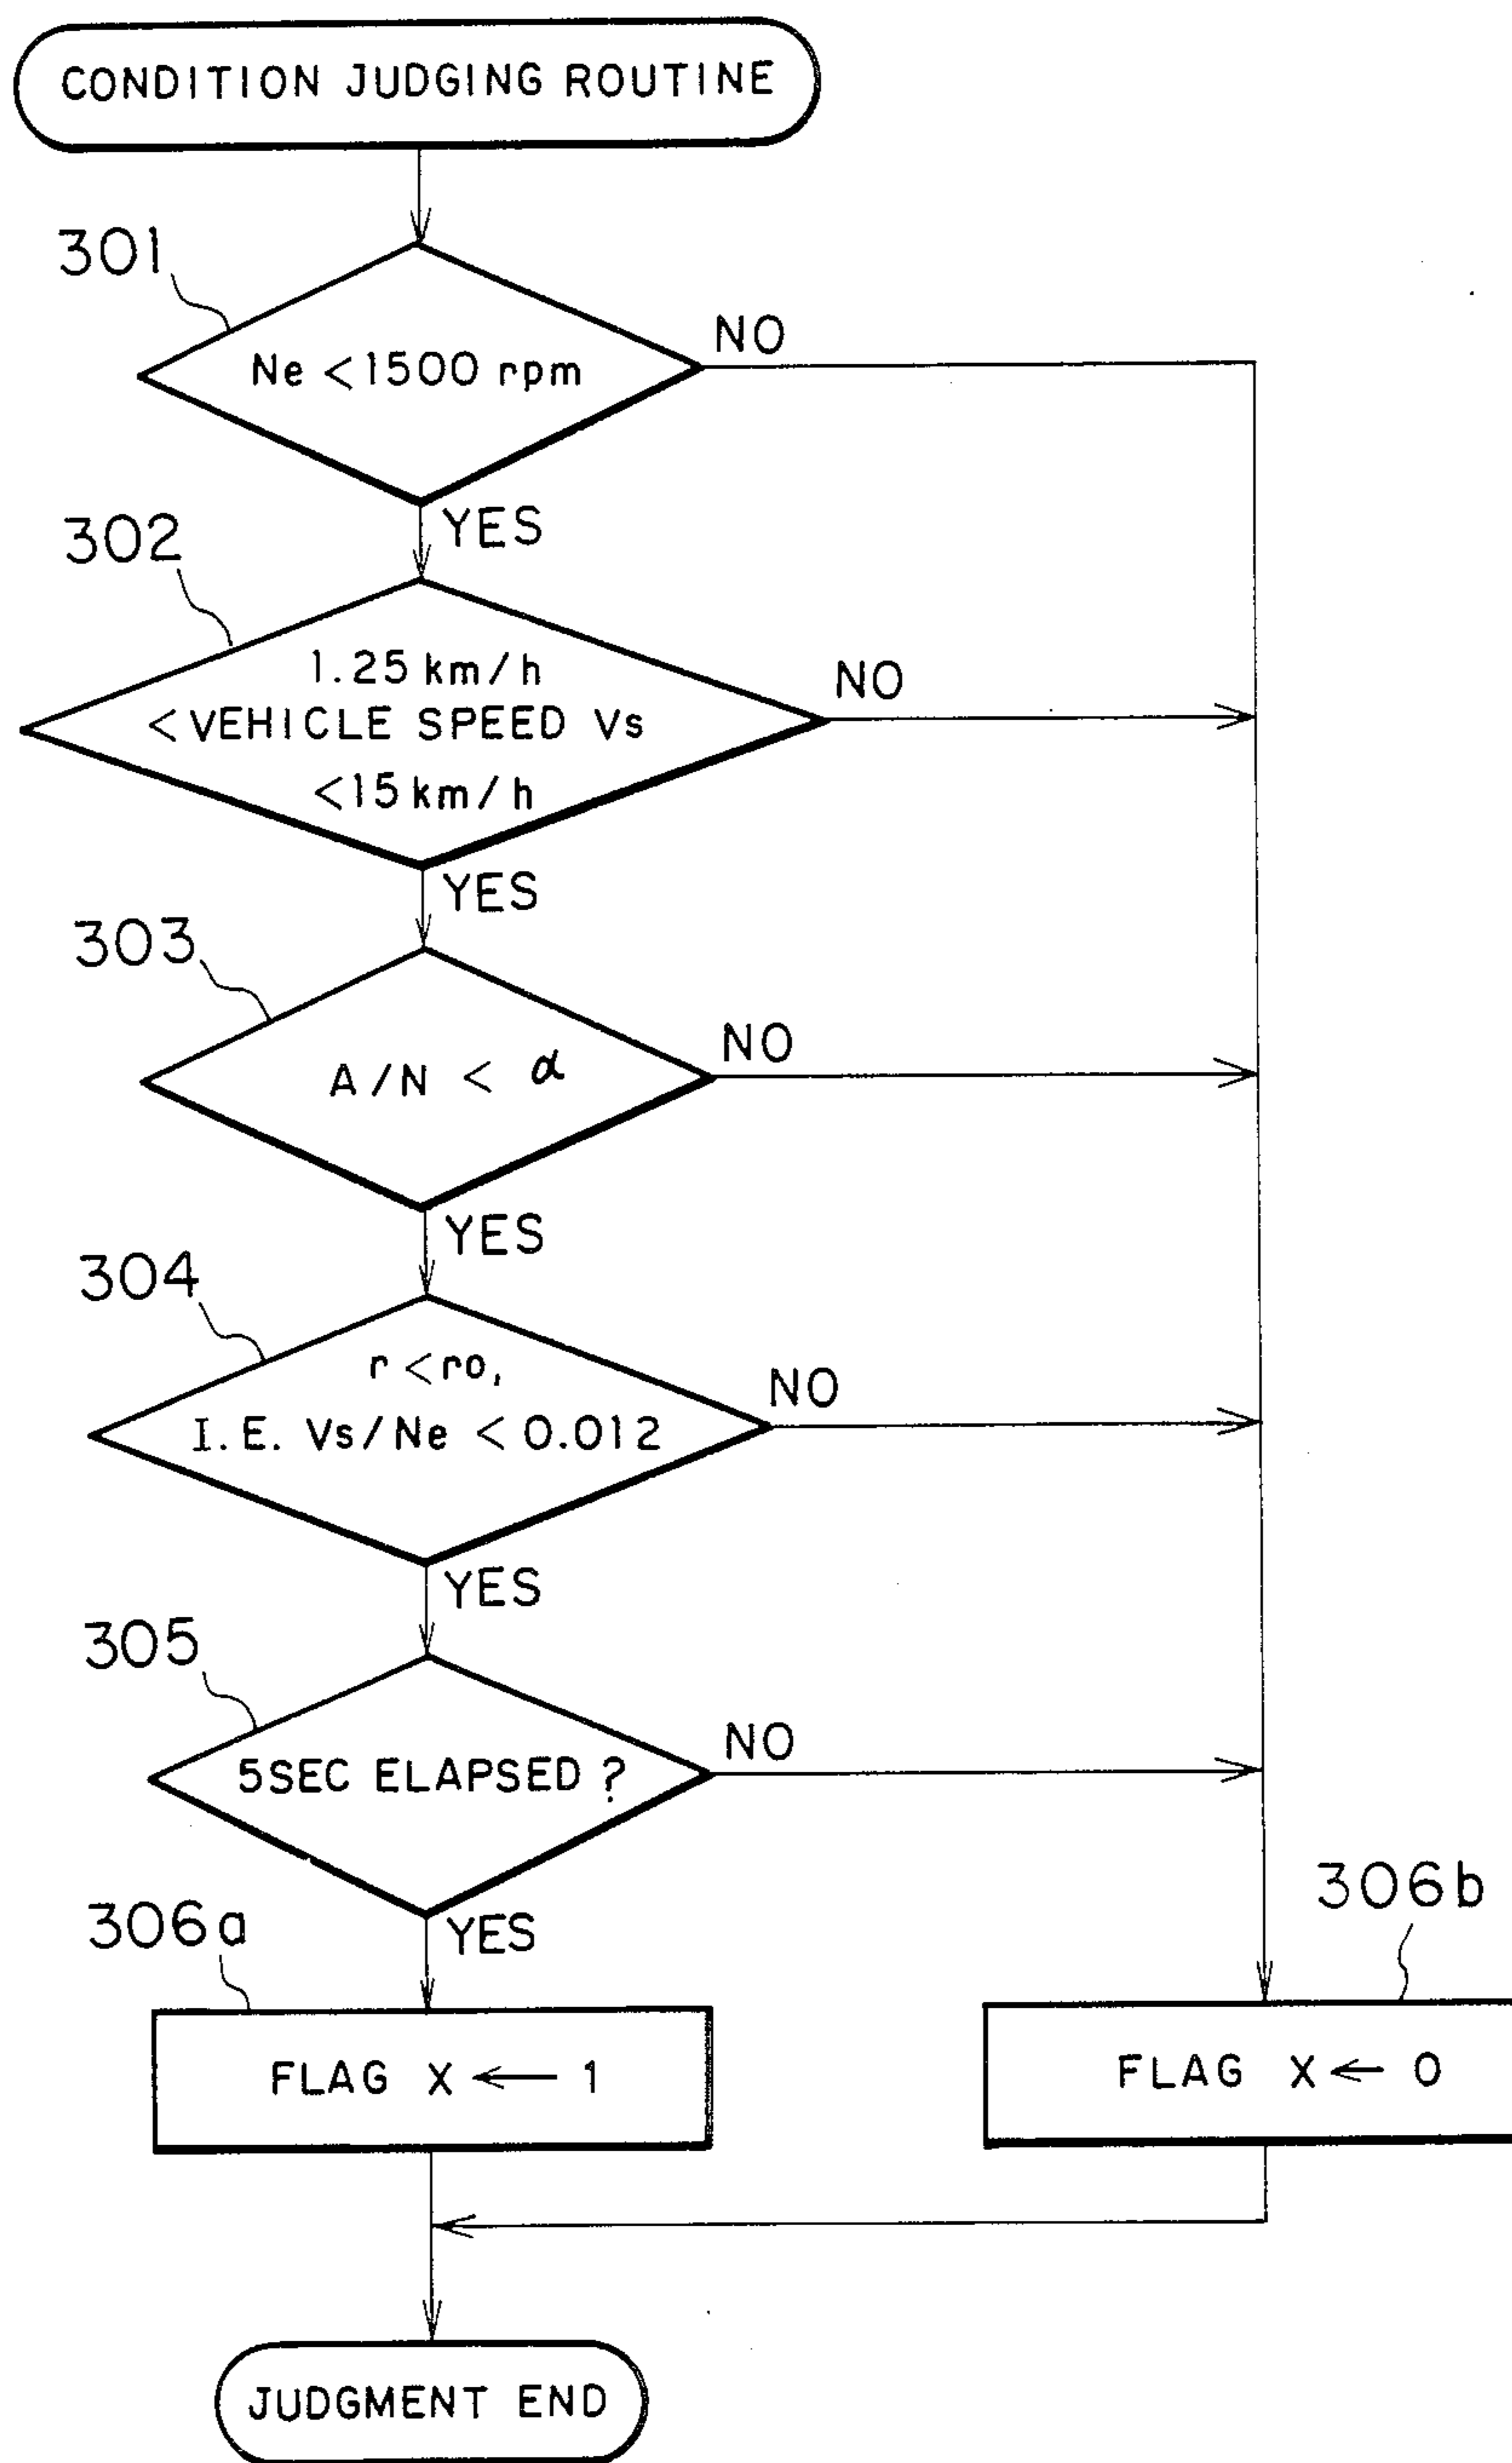 CONDITION JUDGING ROUTINE
301
Ne <1500 rpm
NO
YES
302
1.25 km/h
<VEHICLE SPEED Vs
<15 km/h
NO
YES
303
A/N < α
NO
YES
304
r <ro,
I.E. Vs/Ne <0.012
NO
YES
305
5SEC ELAPSED ?
NO
YES
306a
FLAG X ← 1
306b
FLAG X ← 0
JUDGMENT END